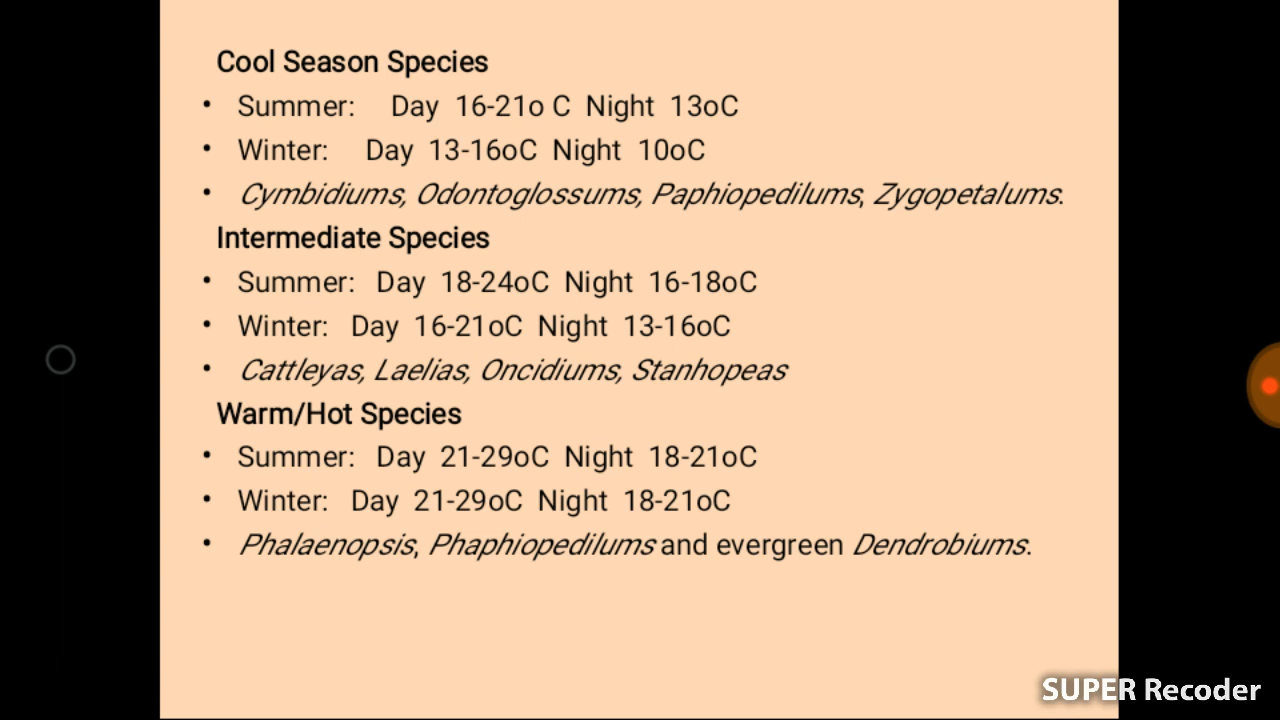 Cool Season Species
• Summer: Day 16-21o C Night 13oC
• Winter: Day 13-16oC Night 10oC
• Cymbidiums, Odontoglossums, Paphiopedilums, Zygopetalums.
Intermediate Species
• Summer: Day 18-24oC Night 16-18oC
• Winter: Day 16-21oC Night 13-16oC
• Cattleyas, Laelias, Oncidiums, Stanhopeas
Warm/Hot Species
• Summer: Day 21-29oC Night 18-21oC
• Winter: Day 21-29oC Night 18-21oC
• Phalaenopsis, Phaphiopedilums and evergreen Dendrobiums.
SUPER Recoder